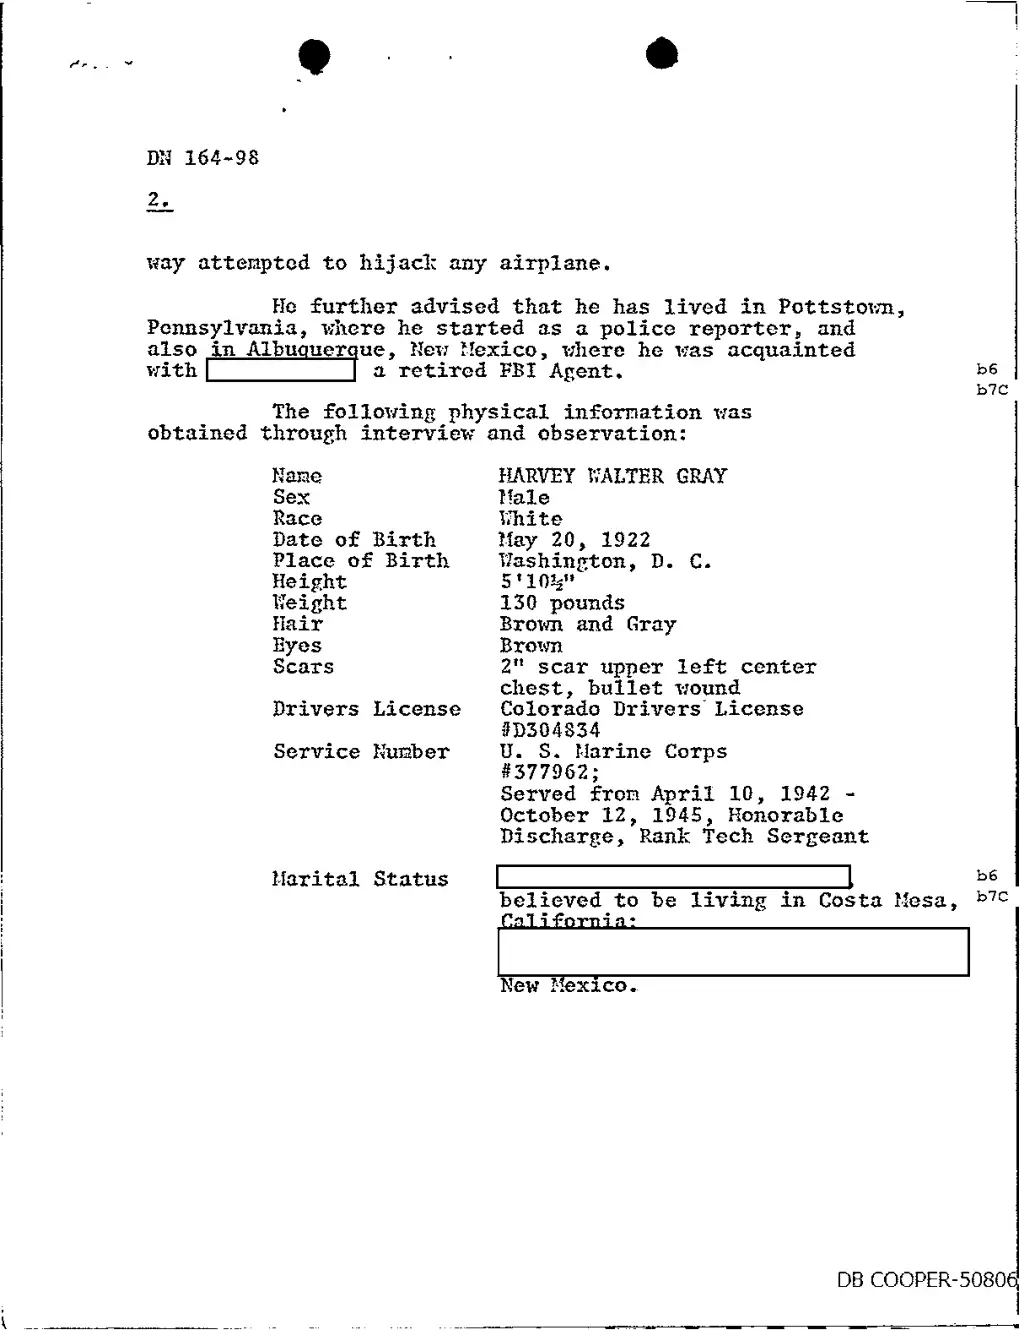 DN 164-98
2.
way attempted to hijack any airplane.
He further advised that he has lived in Pottstown,
Pennsylvania, where he started as a police reporter, and
also in Albuquerque, New Mexico, where he was acquainted
with a retired FBI Agent. b6
b7C
The following physical information was
obtained through interview and observation:
Name HARVEY WALTER GRAY
Sex Male
Race White
Date of Birth May 20, 1922
Place of Birth Washington, D. C.
Height 5'10½"
Weight 130 pounds
Hair Brown and Gray
Eyes Brown
Scars 2" scar upper left center
chest, bullet wound
Drivers License Colorado Drivers License
#D304834
Service Number U. S. Marine Corps
#377962;
Served from April 10, 1942 -
October 12, 1945, Honorable
Discharge, Rank Tech Sergeant
Marital Status , b6
believed to be living in Costa Mesa, b7C
California;
New Mexico.
DB COOPER-50806